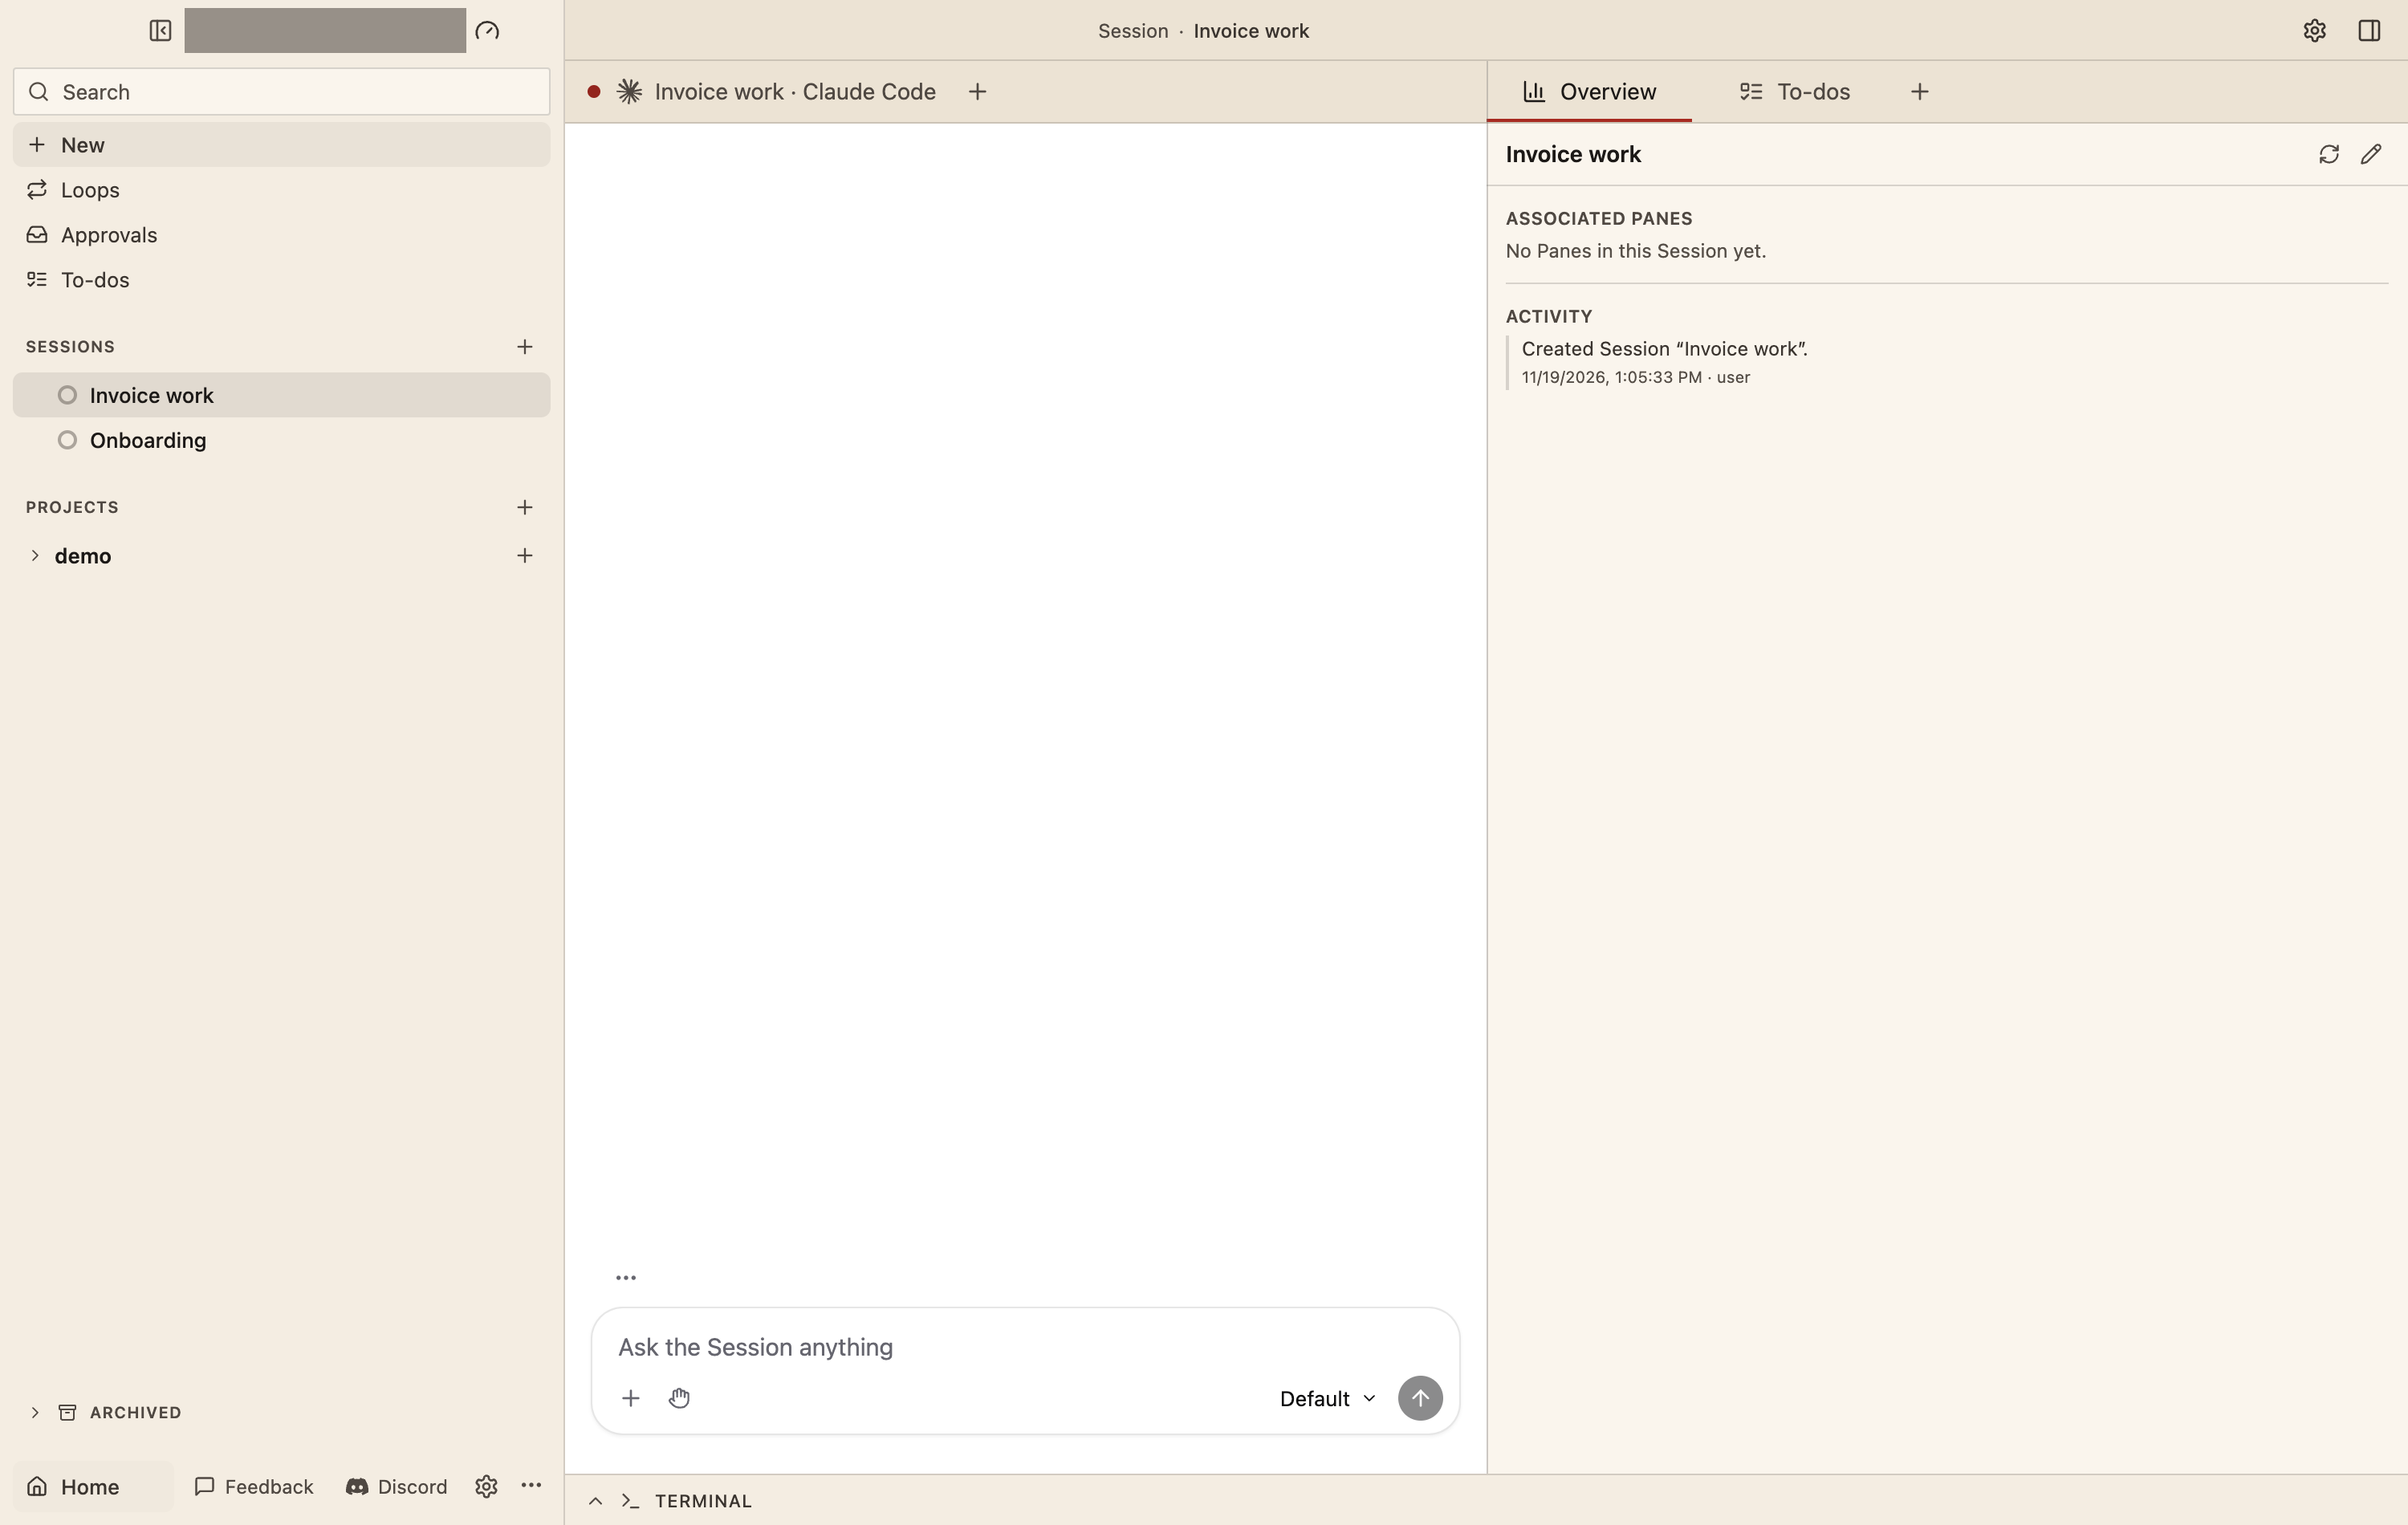 Search
New
Loops
Approvals
To-dos
SESSIONS
Invoice work
Onboarding
PROJECTS
demo
ARCHIVED
Home
Feedback
Discord
Session · Invoice work
Invoice work · Claude Code
...
Ask the Session anything
Default
TERMINAL
Overview
To-dos
Invoice work
ASSOCIATED PANES
No Panes in this Session yet.
ACTIVITY
Created Session “Invoice work”.
11/19/2026, 1:05:33 PM · user